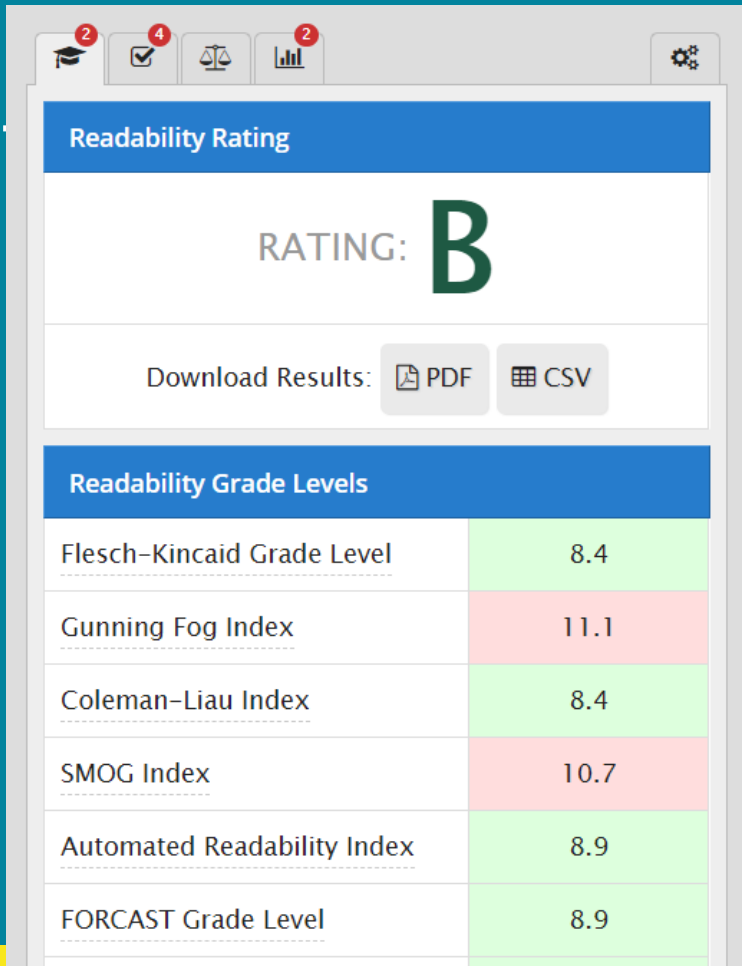 2 4 2
Readability Rating
RATING: B
Download Results: PDF CSV
Readability Grade Levels
Flesch-Kincaid Grade Level 8.4
Gunning Fog Index 11.1
Coleman-Liau Index 8.4
SMOG Index 10.7
Automated Readability Index 8.9
FORCAST Grade Level 8.9